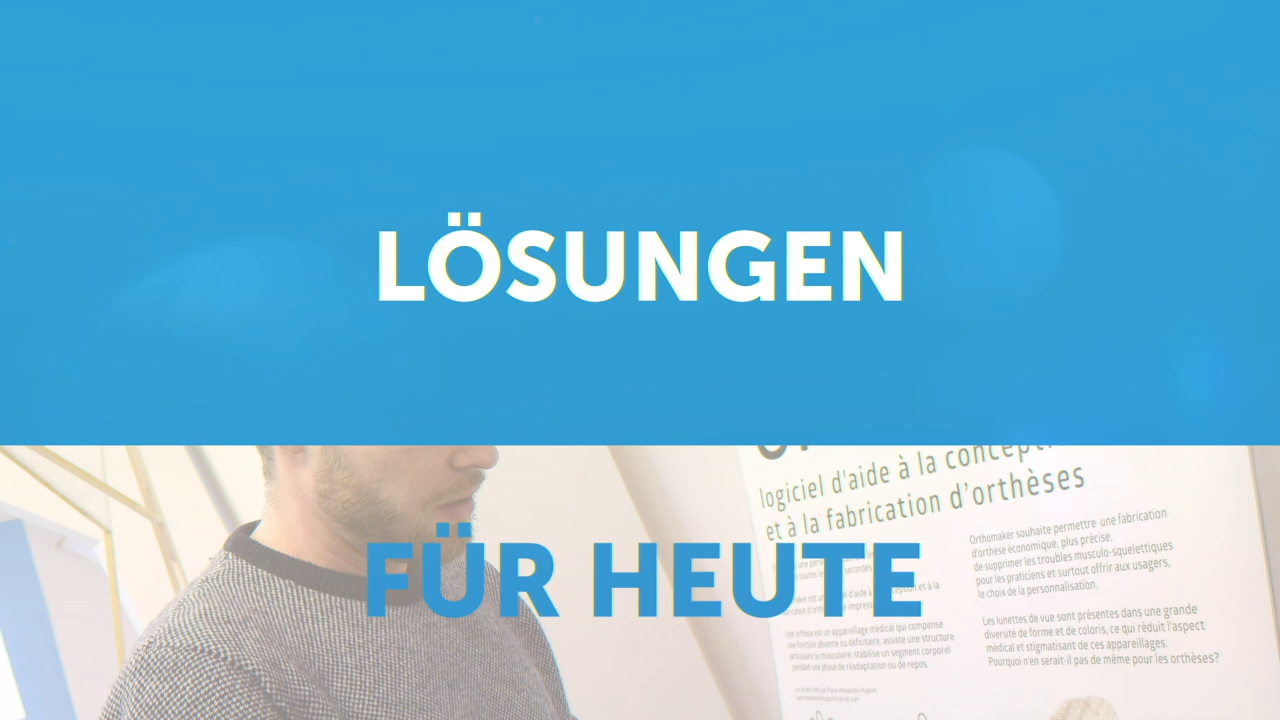 LÖSUNGEN
FÜR HEUTE
logiciel d'aide à la concepti
et à la fabrication d'orthèses
Orthomaker souhaite permettre une fabrication
d'orthèse économique, plus précise.
de supprimer les troubles musculo-squelettiques
pour les praticiens et surtout offrir aux usagers,
le choix de la personnalisation.
Une orthèse est un appareillage médical qui compense
une fonction absente ou déficitaire, assiste une structure
articulaire ou musculaire, stabilise un segment corporel
pendant une phase de réadaptation ou de repos.
Les lunettes de vue sont présentes dans une grande
diversité de forme et de coloris, ce qui réduit l'aspect
médical et stigmatisant de ces appareillages.
Pourquoi n'en serait-il pas de même pour les orthèses?